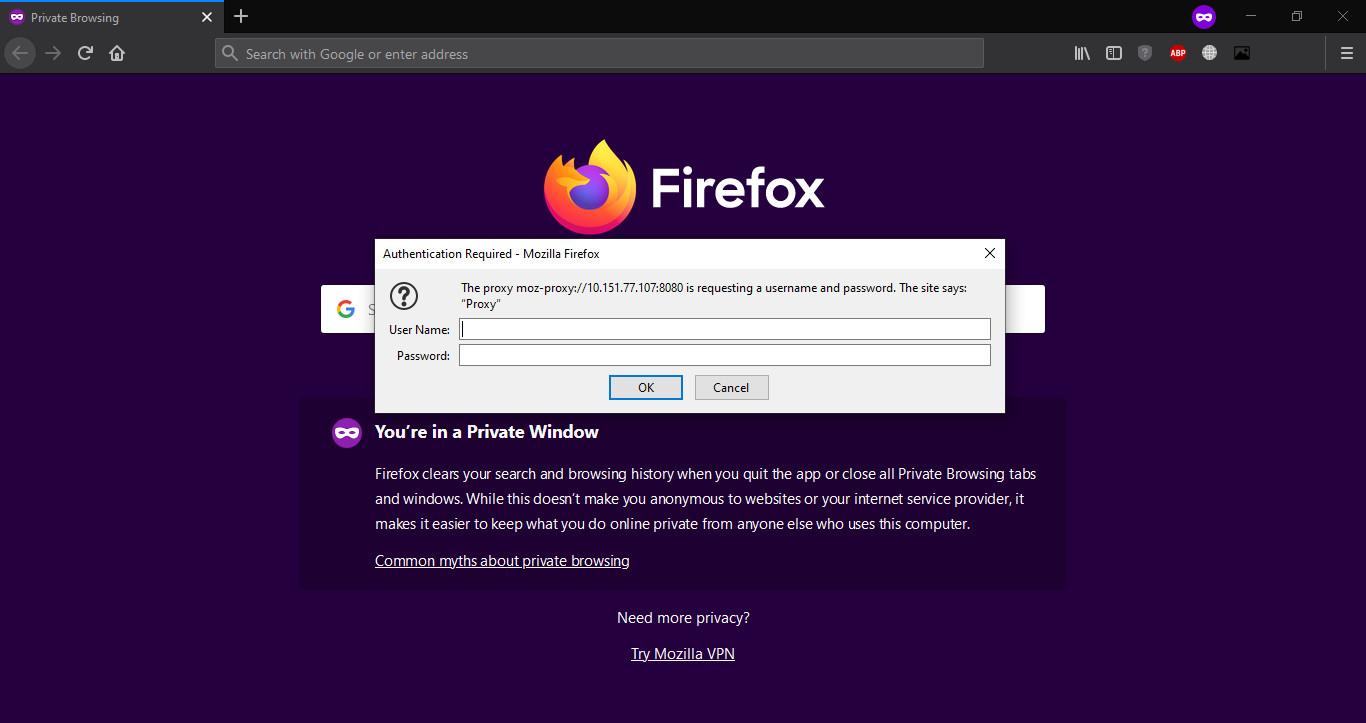 Private Browsing
Search with Google or enter address
ABP
Firefox
Authentication Required - Mozilla Firefox
The proxy moz-proxy://10.151.77.107:8080 is requesting a username and password. The site says:
“Proxy”
User Name:
Password:
OK
Cancel
You’re in a Private Window
Firefox clears your search and browsing history when you quit the app or close all Private Browsing tabs
and windows. While this doesn’t make you anonymous to websites or your internet service provider, it
makes it easier to keep what you do online private from anyone else who uses this computer.
Common myths about private browsing
Need more privacy?
Try Mozilla VPN